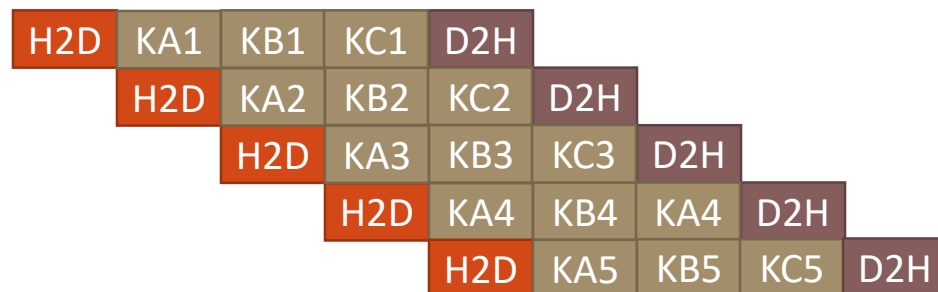 H2D KA1 KB1 KC1 D2H
H2D KA2 KB2 KC2 D2H
H2D KA3 KB3 KC3 D2H
H2D KA4 KB4 KA4 D2H
H2D KA5 KB5 KC5 D2H